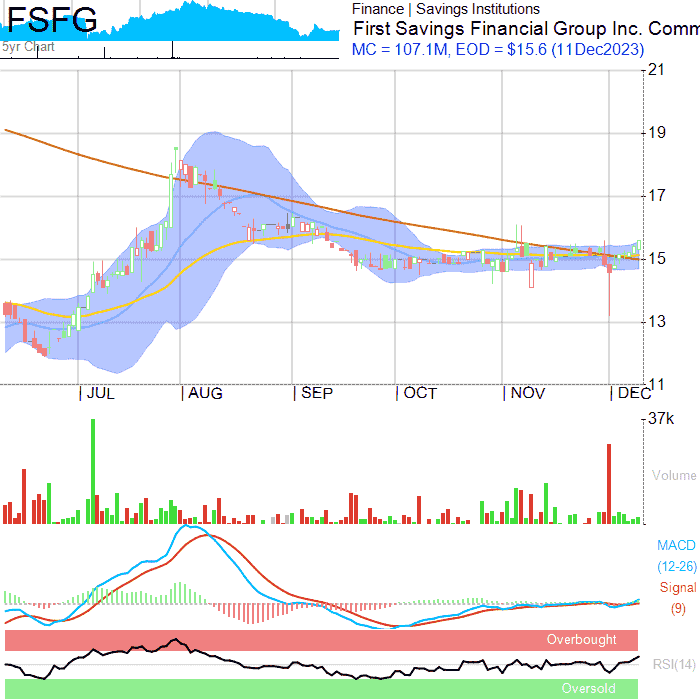 FSFG
5yr Chart
Finance | Savings Institutions
First Savings Financial Group Inc. Comm
MC = 107.1M, EOD = $15.6 (11Dec2023)
21
19
17
15
13
11
JUL
AUG
SEP
OCT
NOV
DEC
37k
Volume
MACD
(12-26)
Signal
(9)
Overbought
RSI(14)
Oversold